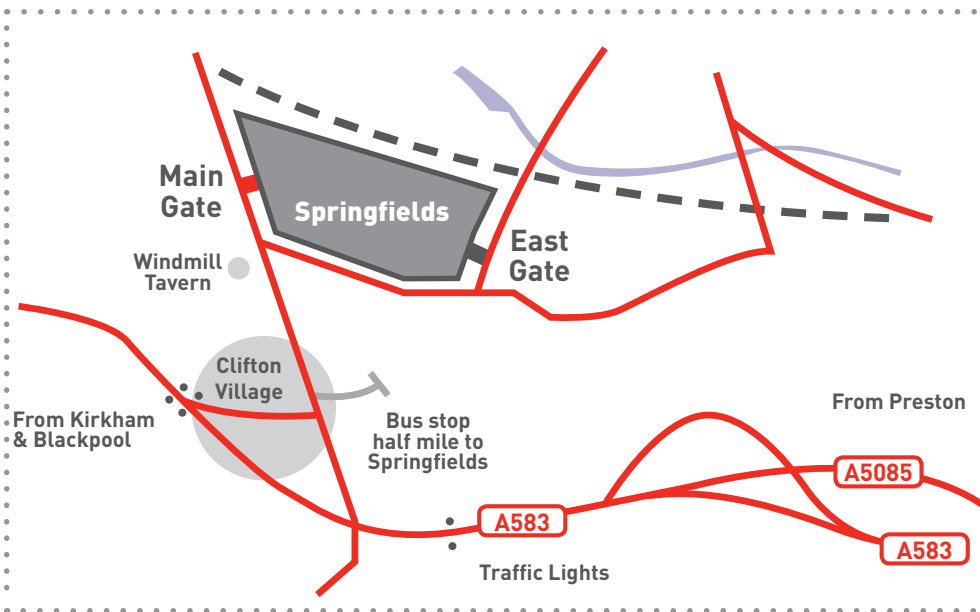 Main
Gate
Springfields
East
Gate
Windmill
Tavern
Clifton
Village
From Kirkham
& Blackpool
Bus stop
half mile to
Springfields
From Preston
A5085
A583
A583
Traffic Lights